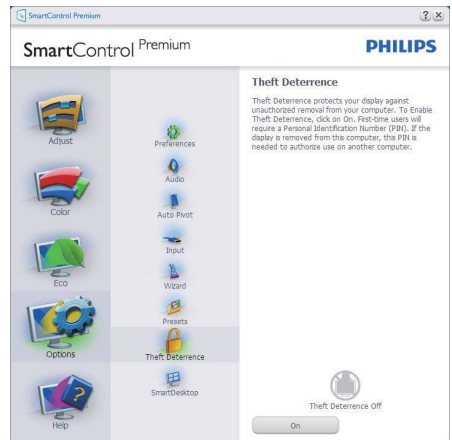 SmartControl Premium
SmartControl Premium
PHILIPS
Adjust
Color
Eco
Options
Help
Preferences
Audio
Auto Pivot
Input
Wizard
Presets
Theft Deterrence
SmartDesktop
Theft Deterrence
Theft Deterrence protects your display against
unauthorized removal from your computer. To Enable
Theft Deterrence, click on On. First-time users will
require a Personal Identification Number (PIN). If the
display is removed from this computer, this PIN is
needed to authorize use on another computer.
Theft Deterrence Off
On